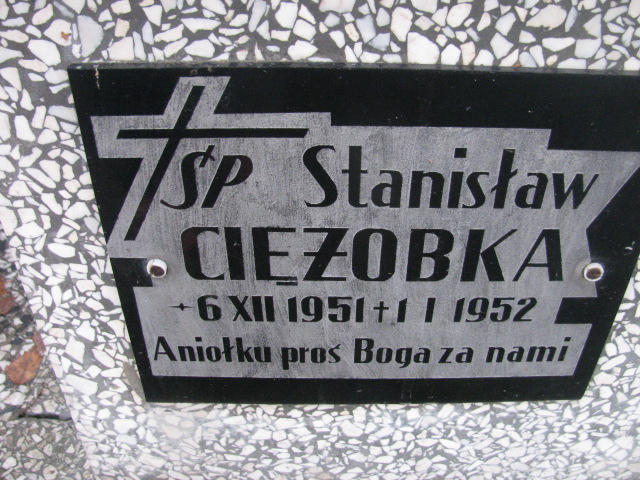 ŚP Stanisław
CIĘŻOBKA
*6 XII 1951 + 1 I 1952
Aniołku proś Boga za nami